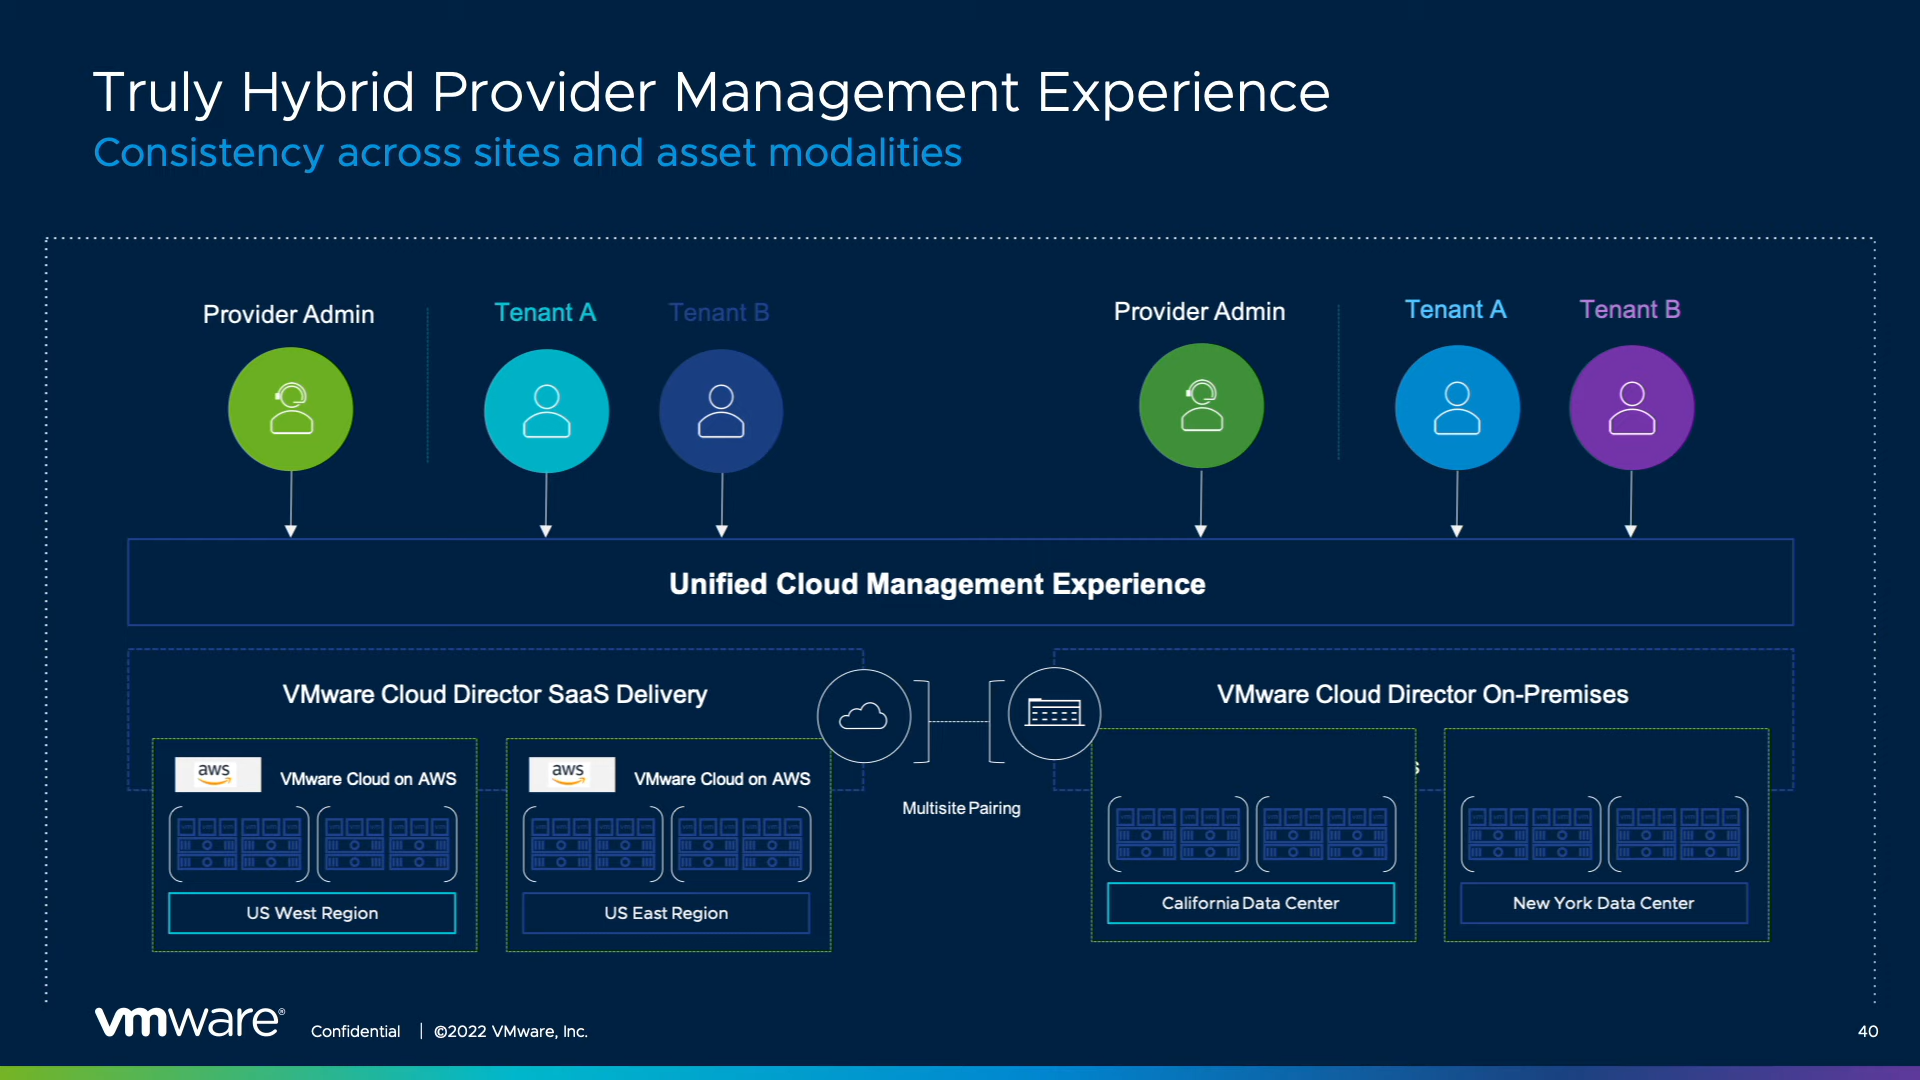 Truly Hybrid Provider Management Experience
Consistency across sites and asset modalities
Provider Admin
Tenant A
Tenant B
Provider Admin
Tenant A
Tenant B
Unified Cloud Management Experience
VMware Cloud Director SaaS Delivery
VMware Cloud Director On-Premises
aws
VMware Cloud on AWS
aws
VMware Cloud on AWS
Multisite Pairing
US West Region
US East Region
California Data Center
New York Data Center
vmware®
Confidential | ©2022 VMware, Inc.
40